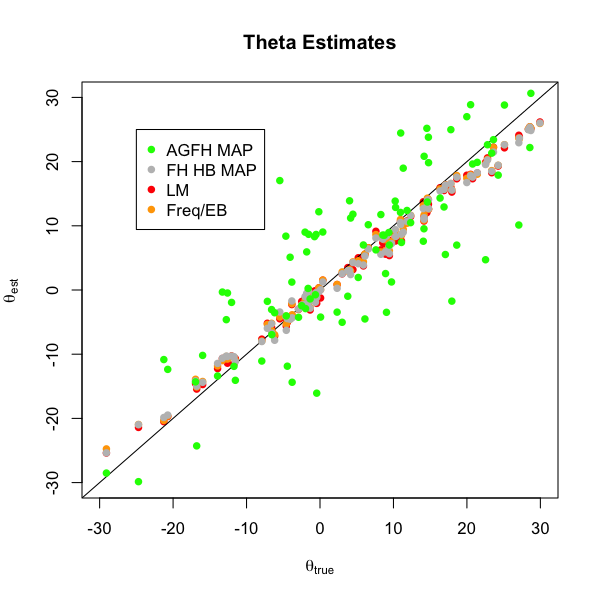 Theta Estimates
30
20
10
0
-10
-20
-30
θest
AGFH MAP
FH HB MAP
LM
Freq/EB
-30 -20 -10 0 10 20 30
θtrue